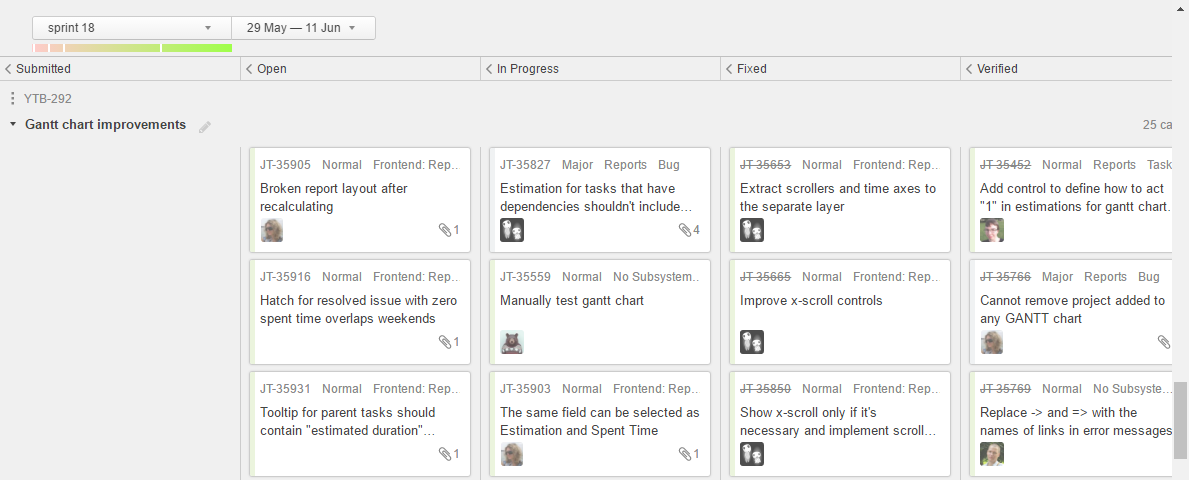 sprint 18
29 May — 11 Jun
Submitted
Open
In Progress
Fixed
Verified
YTB-292
Gantt chart improvements
25 ca
JT-35905 Normal Frontend: Rep..
Broken report layout after
recalculating
1
JT-35916 Normal Frontend: Rep..
Hatch for resolved issue with zero
spent time overlaps weekends
1
JT-35931 Normal Frontend: Rep..
Tooltip for parent tasks should
contain "estimated duration"…
1
JT-35827 Major Reports Bug
Estimation for tasks that have
dependencies shouldn't include…
4
JT-35559 Normal No Subsystem..
Manually test gantt chart
JT-35903 Normal Frontend: Rep..
The same field can be selected as
Estimation and Spent Time
1
JT-35653 Normal Frontend: Rep..
Extract scrollers and time axes to
the separate layer
JT-35665 Normal Frontend: Rep..
Improve x-scroll controls
JT-35850 Normal Frontend: Rep..
Show x-scroll only if it's
necessary and implement scroll…
JT-35452 Normal Reports Task
Add control to define how to act
"1" in estimations for gantt chart.
JT-35766 Major Reports Bug
Cannot remove project added to
any GANTT chart
JT-35769 Normal No Subsyste...
Replace -> and => with the
names of links in error messages